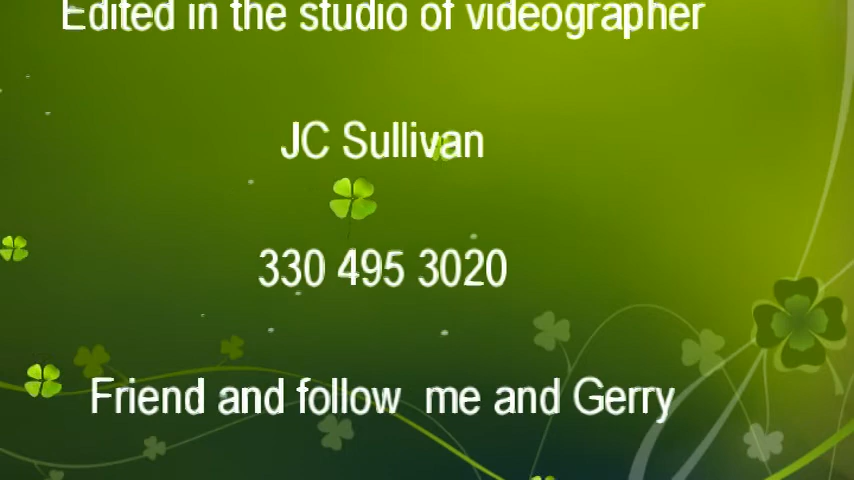 Edited in the studio of videographer
JC Sullivan
330 495 3020
Friend and follow me and Gerry